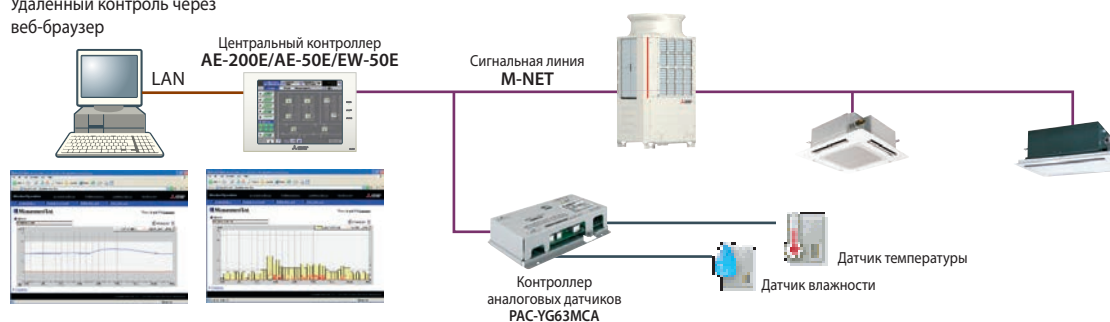 Удаленный контроль через
веб-браузер
LAN
Центральный контроллер
AE-200E/AE-50E/EW-50E
Сигнальная линия
M-NET
Контроллер
аналоговых датчиков
PAC-YG63MCA
Датчик температуры
Датчик влажности